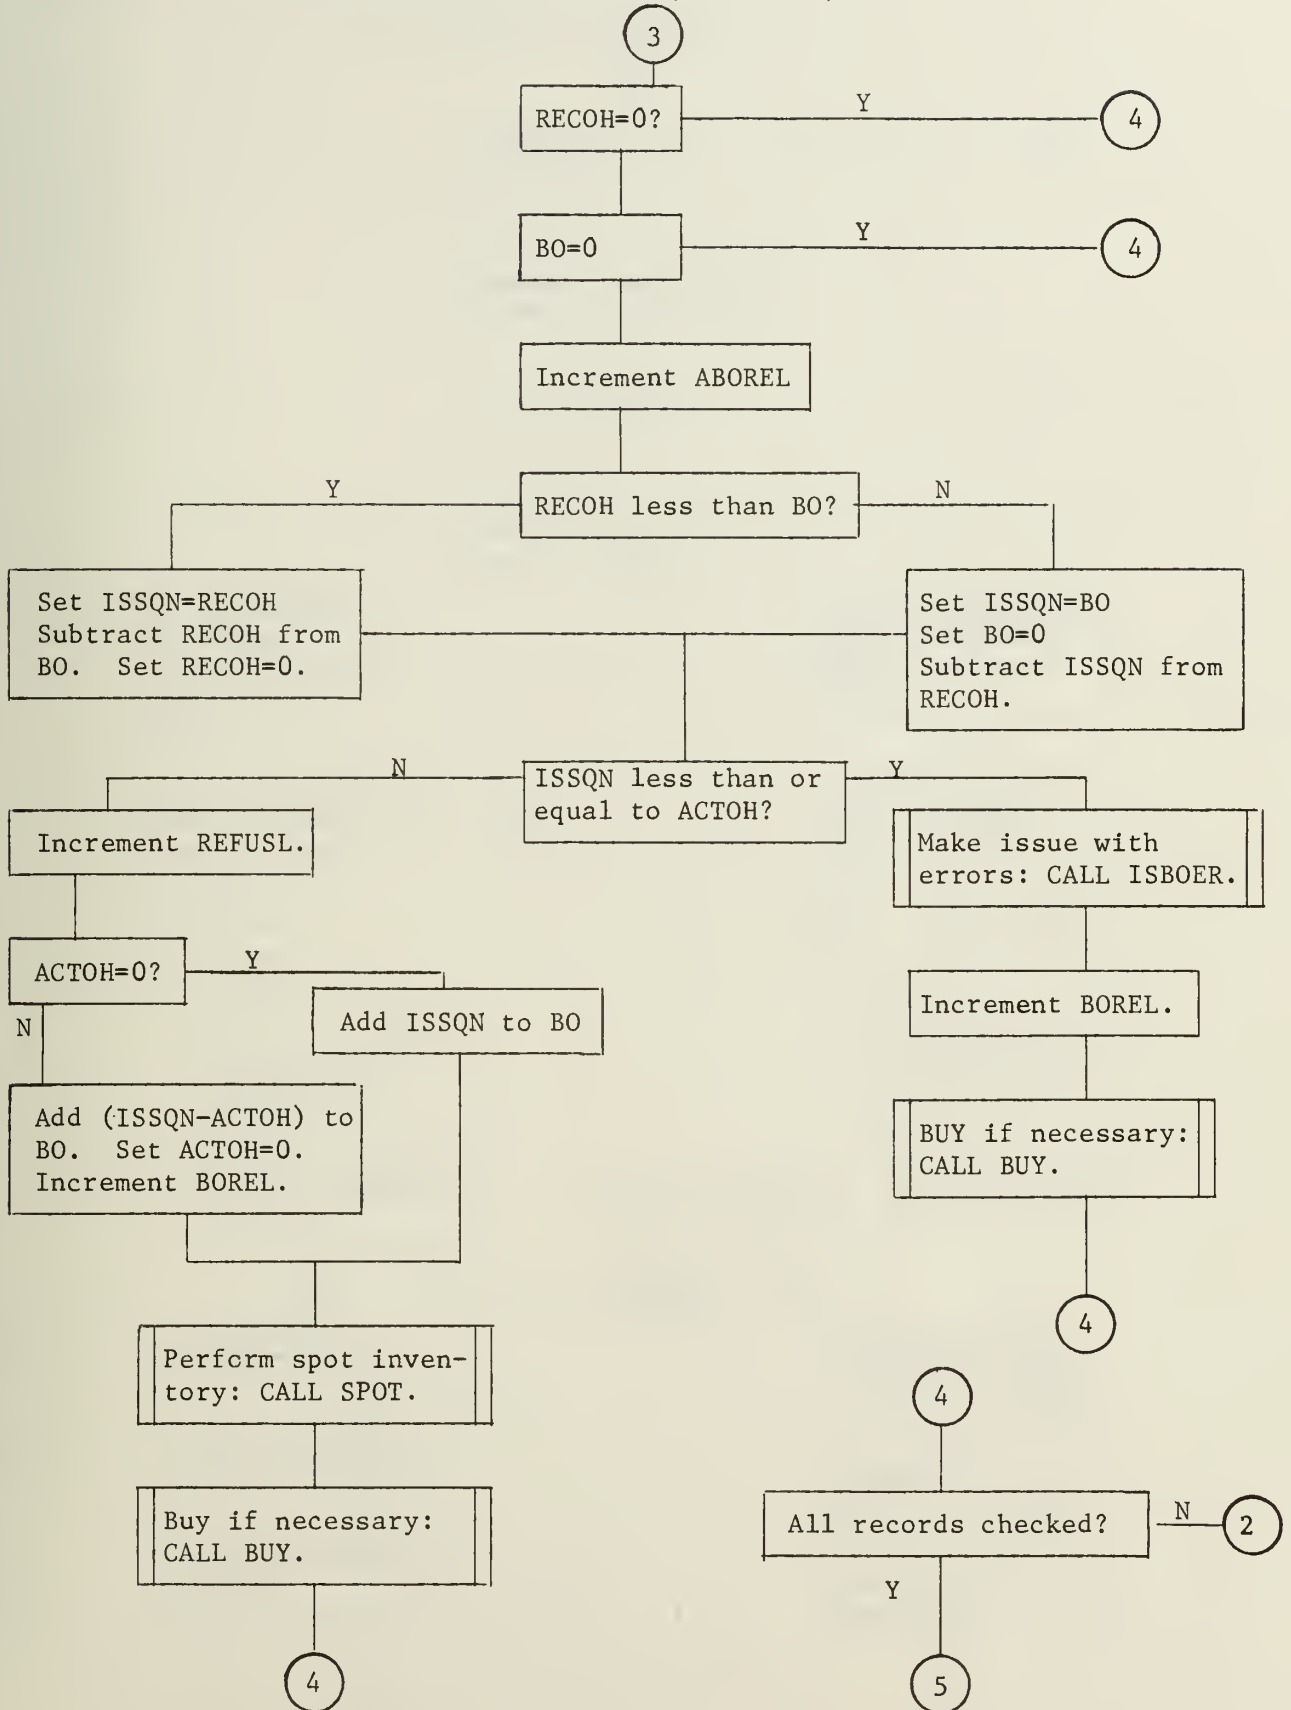 3
RECOH=0?
Y
4
BO=0
Y
4
Increment ABOREL
Y
RECOH less than BO?
N
Set ISSQN=RECOH
Subtract RECOH from
BO. Set RECOH=0.
Set ISSQN=BO
Set BO=0
Subtract ISSQN from
RECOH.
N
ISSQN less than or
equal to ACTOH?
Y
Increment REFUSL.
Make issue with
errors: CALL ISBOER.
ACTOH=0?
Y
N
Add ISSQN to BO
Increment BOREL.
Add (ISSQN-ACTOH) to
BO. Set ACTOH=0.
Increment BOREL.
BUY if necessary:
CALL BUY.
4
Perform spot inven-
tory: CALL SPOT.
4
Buy if necessary:
CALL BUY.
All records checked?
N
2
Y
4
5